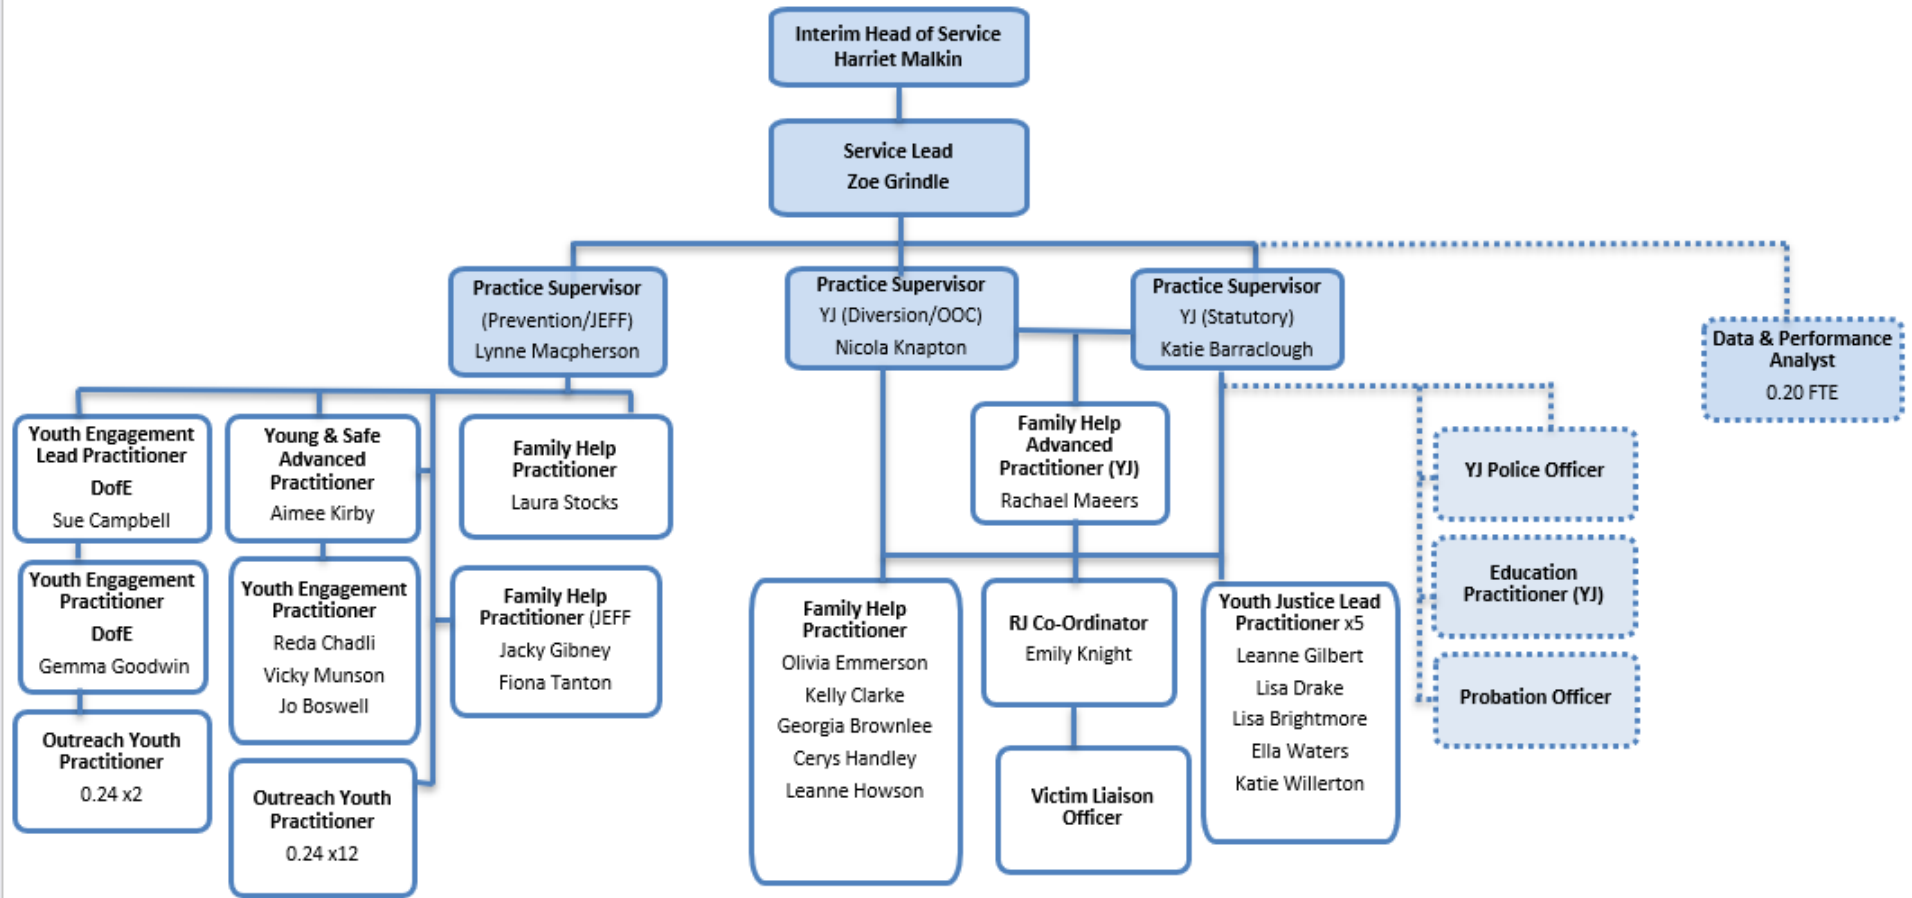 Interim Head of Service
Harriet Malkin
Service Lead
Zoe Grindle
Practice Supervisor
(Prevention/JEFF)
Lynne Macpherson
Practice Supervisor
YJ (Diversion/OOC)
Nicola Knapton
Practice Supervisor
YJ (Statutory)
Katie Barraclough
Data & Performance
Analyst
0.20 FTE
Youth Engagement
Lead Practitioner
DofE
Sue Campbell
Young & Safe
Advanced
Practitioner
Aimee Kirby
Family Help
Practitioner
Laura Stocks
Family Help
Advanced
Practitioner (YJ)
Rachael Maeers
YJ Police Officer
Youth Engagement
Practitioner
DofE
Gemma Goodwin
Youth Engagement
Practitioner
Reda Chadli
Vicky Munson
Jo Boswell
Family Help
Practitioner (JEFF
Jacky Gibney
Fiona Tanton
Family Help
Practitioner
Olivia Emmerson
Kelly Clarke
Georgia Brownlee
Cerys Handley
Leanne Howson
RJ Co-Ordinator
Emily Knight
Youth Justice Lead
Practitioner x5
Leanne Gilbert
Lisa Drake
Lisa Brightmore
Ella Waters
Katie Willerton
Education
Practitioner (YJ)
Probation Officer
Outreach Youth
Practitioner
0.24 x2
Outreach Youth
Practitioner
0.24 x12
Victim Liaison
Officer